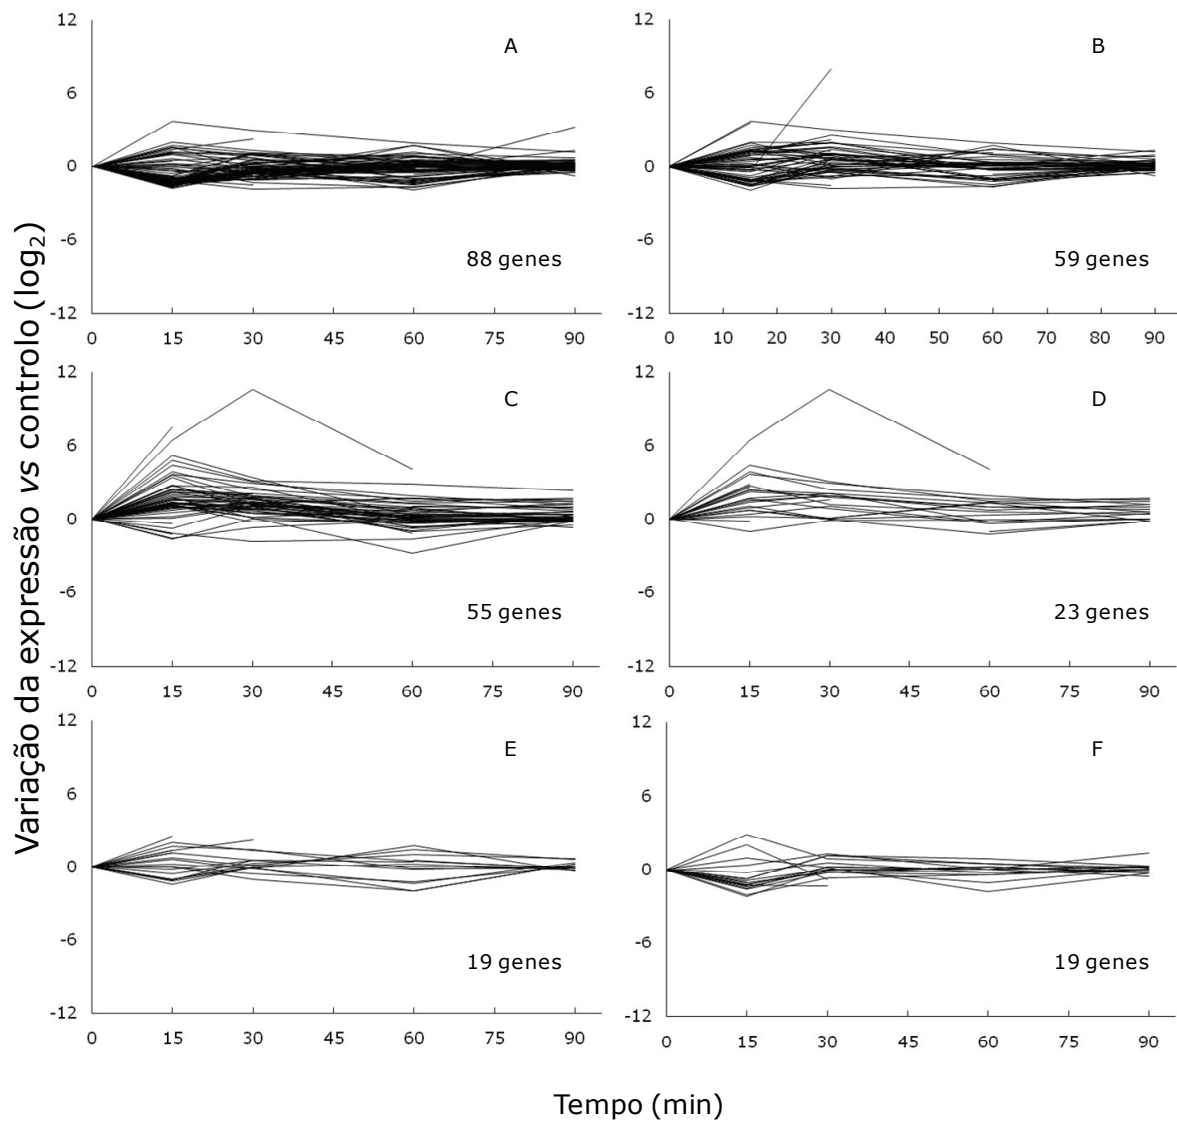 Variação da expressão vs controlo (log2)
12
6
0
-6
-12
A
88 genes
0 15 30 45 60 75 90
12
6
0
-6
-12
B
59 genes
0 10 20 30 20 30 40 50 60 70 80 90
12
6
0
-6
-12
C
55 genes
0 15 30 45 60 75 90
12
6
0
-6
-12
D
23 genes
0 15 30 45 60 75 90
12
6
0
-6
-12
E
19 genes
0 15 30 45 60 75 90
12
6
0
-6
-12
F
19 genes
0 15 30 45 60 75 90
Tempo (min)